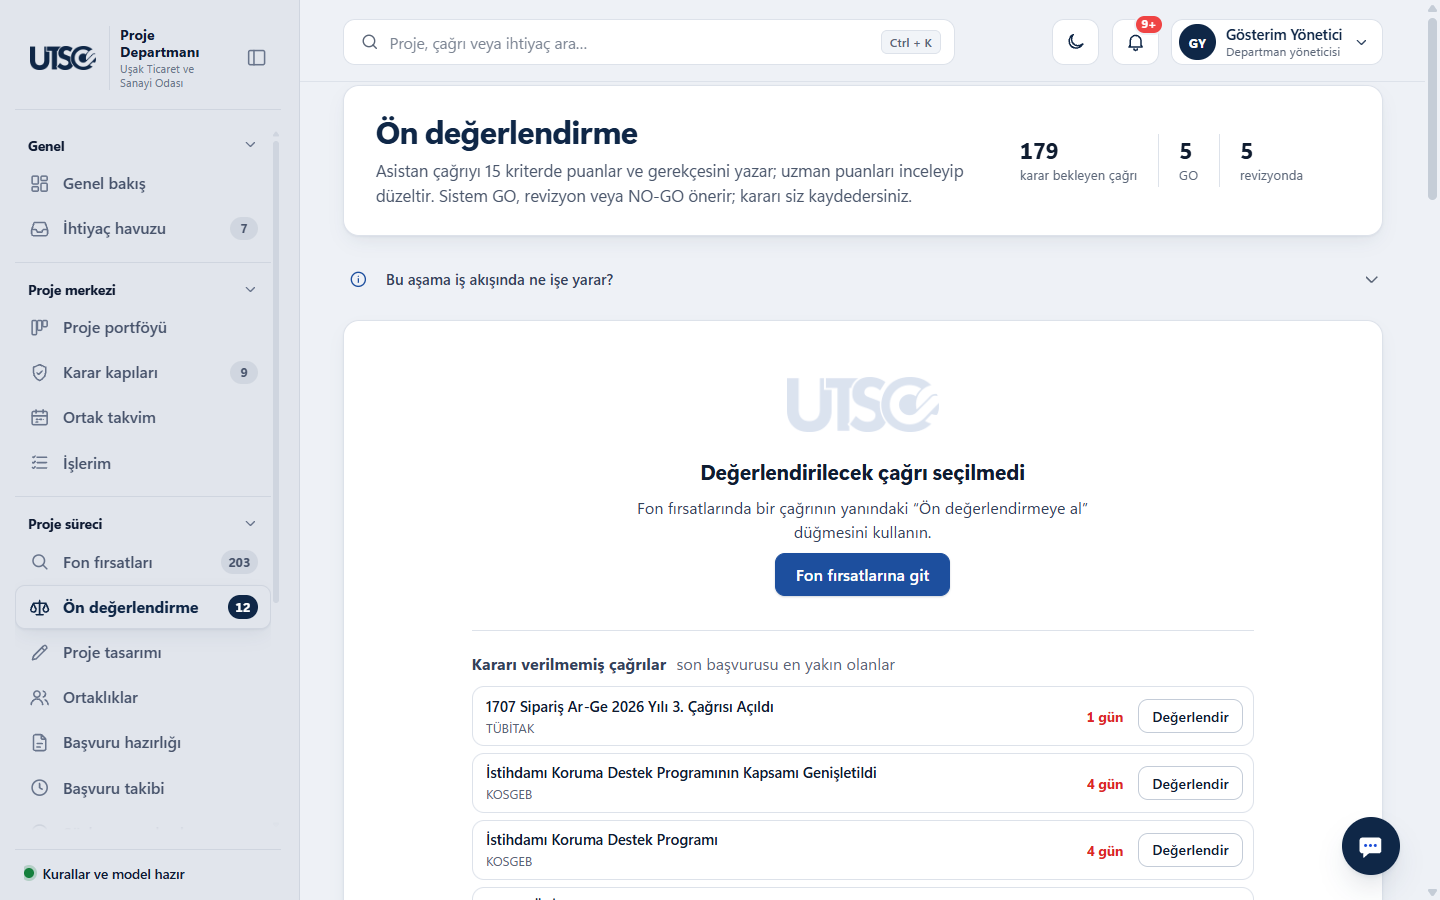 UTSO
Proje
Departmanı
Uşak Ticaret ve
Sanayi Odası
Proje, çağrı veya ihtiyaç ara...
Ctrl + K
9+
GY
Gösterim Yönetici
Departman yöneticisi
Genel
Genel bakış
İhtiyaç havuzu
7
Proje merkezi
Proje portföyü
Karar kapıları
9
Ortak takvim
İşlerim
Proje süreci
Fon fırsatları
203
Ön değerlendirme
12
Proje tasarımı
Ortaklıklar
Başvuru hazırlığı
Başvuru takibi
Kurallar ve model hazır
Ön değerlendirme
Asistan çağrıyı 15 kriterde puanlar ve gerekçesini yazar; uzman puanları inceleyip
düzeltir. Sistem GO, revizyon veya NO-GO önerir; kararı siz kaydedersiniz.
179
karar bekleyen çağrı
5
GO
5
revizyonda
Bu aşama iş akışında ne işe yarar?
UTSO
Değerlendirilecek çağrı seçilmedi
Fon fırsatlarında bir çağrının yanındaki “Ön değerlendirmeye al”
düğmesini kullanın.
Fon fırsatlarına git
Kararı verilmemiş çağrılar son başvurusu en yakın olanlar
1707 Sipariş Ar-Ge 2026 Yılı 3. Çağrısı Açıldı
TÜBİTAK
1 gün
Değerlendir
İstihdamı Koruma Destek Programının Kapsamı Genişletildi
KOSGEB
4 gün
Değerlendir
İstihdamı Koruma Destek Programı
KOSGEB
4 gün
Değerlendir